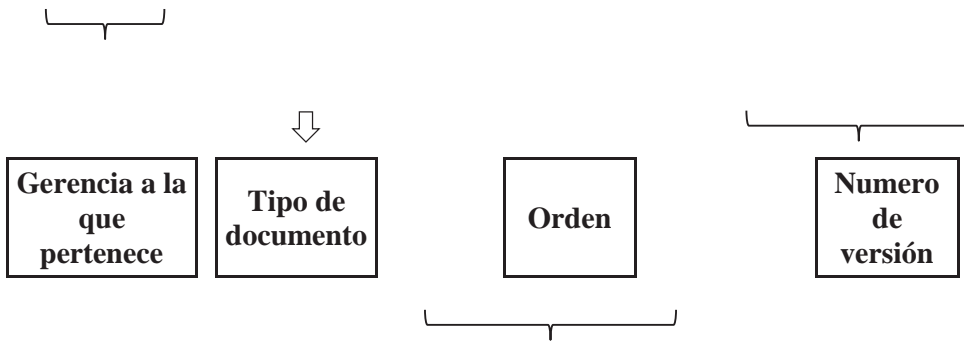 Gerencia a la
que
pertenece
Tipo de
documento
Orden
Numero
de
versión